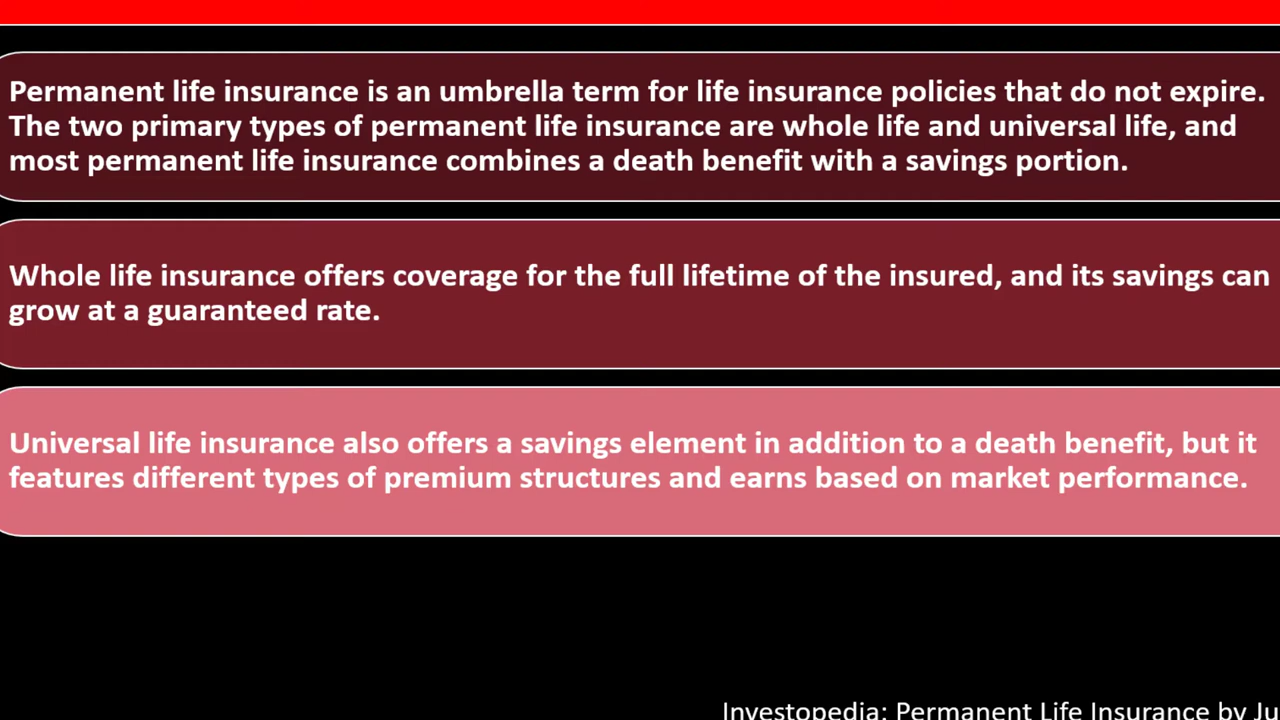 Permanent life insurance is an umbrella term for life insurance policies that do not expire.
The two primary types of permanent life insurance are whole life and universal life, and
most permanent life insurance combines a death benefit with a savings portion.
Whole life insurance offers coverage for the full lifetime of the insured, and its savings can
grow at a guaranteed rate.
Universal life insurance also offers a savings element in addition to a death benefit, but it
features different types of premium structures and earns based on market performance.
Investopedia: Permanent Life Insurance by